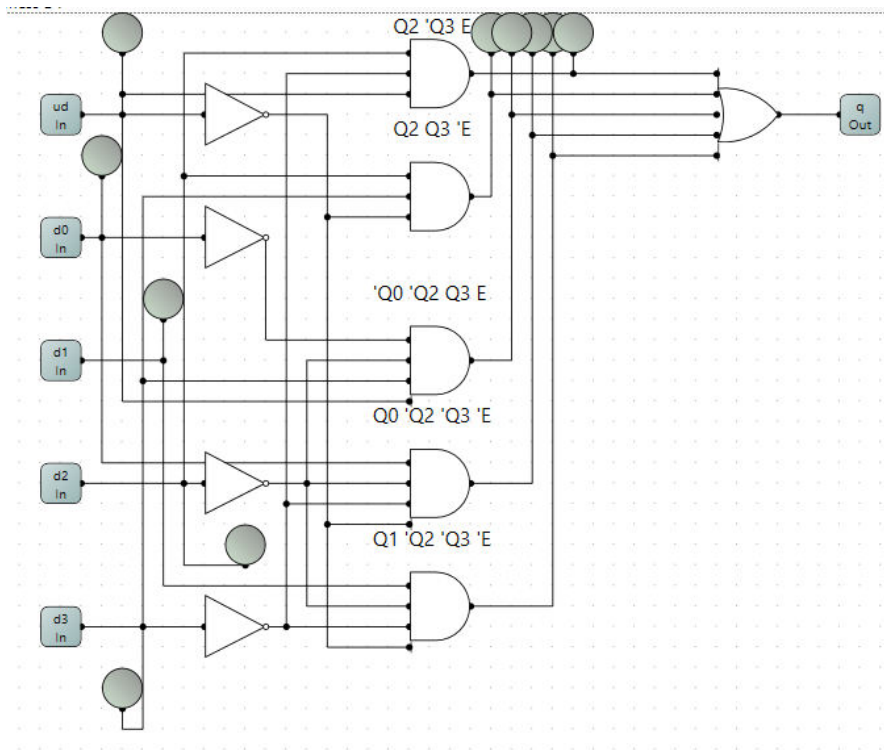 Q2 'Q3 E
ud
In
q
Out
Q2 Q3 'E
d0
In
'Q0 'Q2 Q3 E
d1
In
Q0 'Q2 'Q3 'E
d2
In
Q1 'Q2 'Q3 'E
d3
In